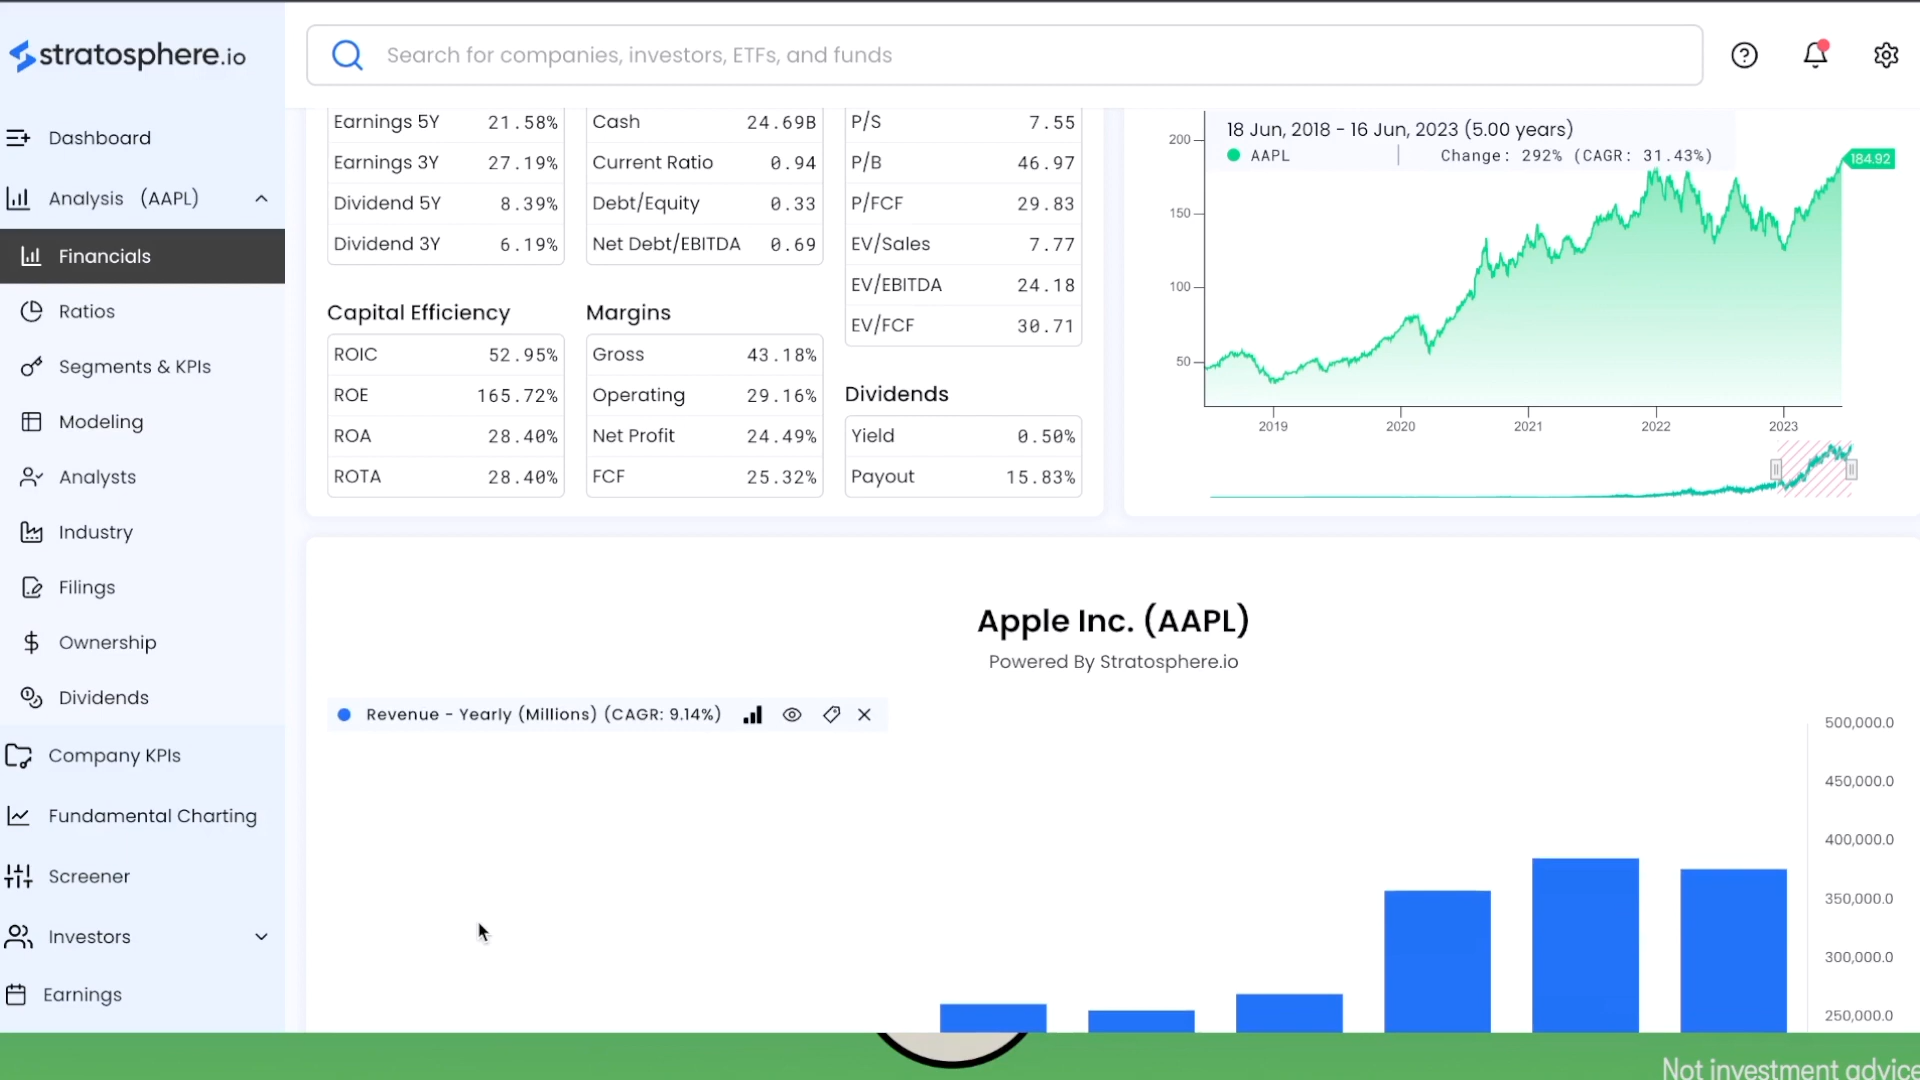 stratosphere.io
Search for companies, investors, ETFs, and funds
Dashboard
Analysis (AAPL)
Financials
Ratios
Segments & KPIs
Modeling
Analysts
Industry
Filings
Ownership
Dividends
Company KPIs
Fundamental Charting
Screener
Investors
Earnings
Earnings 5Y 21.58%
Earnings 3Y 27.19%
Dividend 5Y 8.39%
Dividend 3Y 6.19%
Capital Efficiency
ROIC 52.95%
ROE 165.72%
ROA 28.40%
ROTA 28.40%
Cash 24.69B
Current Ratio 0.94
Debt/Equity 0.33
Net Debt/EBITDA 0.69
Margins
Gross 43.18%
Operating 29.16%
Net Profit 24.49%
FCF 25.32%
P/S 7.55
P/B 46.97
P/FCF 29.83
EV/Sales 7.77
EV/EBITDA 24.18
EV/FCF 30.71
Dividends
Yield 0.50%
Payout 15.83%
18 Jun, 2018 - 16 Jun, 2023 (5.00 years)
AAPL Change: 292% (CAGR: 31.43%)
184.92
200
150
100
50
2019 2020 2021 2022 2023
Apple Inc. (AAPL)
Powered By Stratosphere.io
Revenue - Yearly (Millions) (CAGR: 9.14%)
500,000.0
450,000.0
400,000.0
350,000.0
300,000.0
250,000.0
Not investment advice